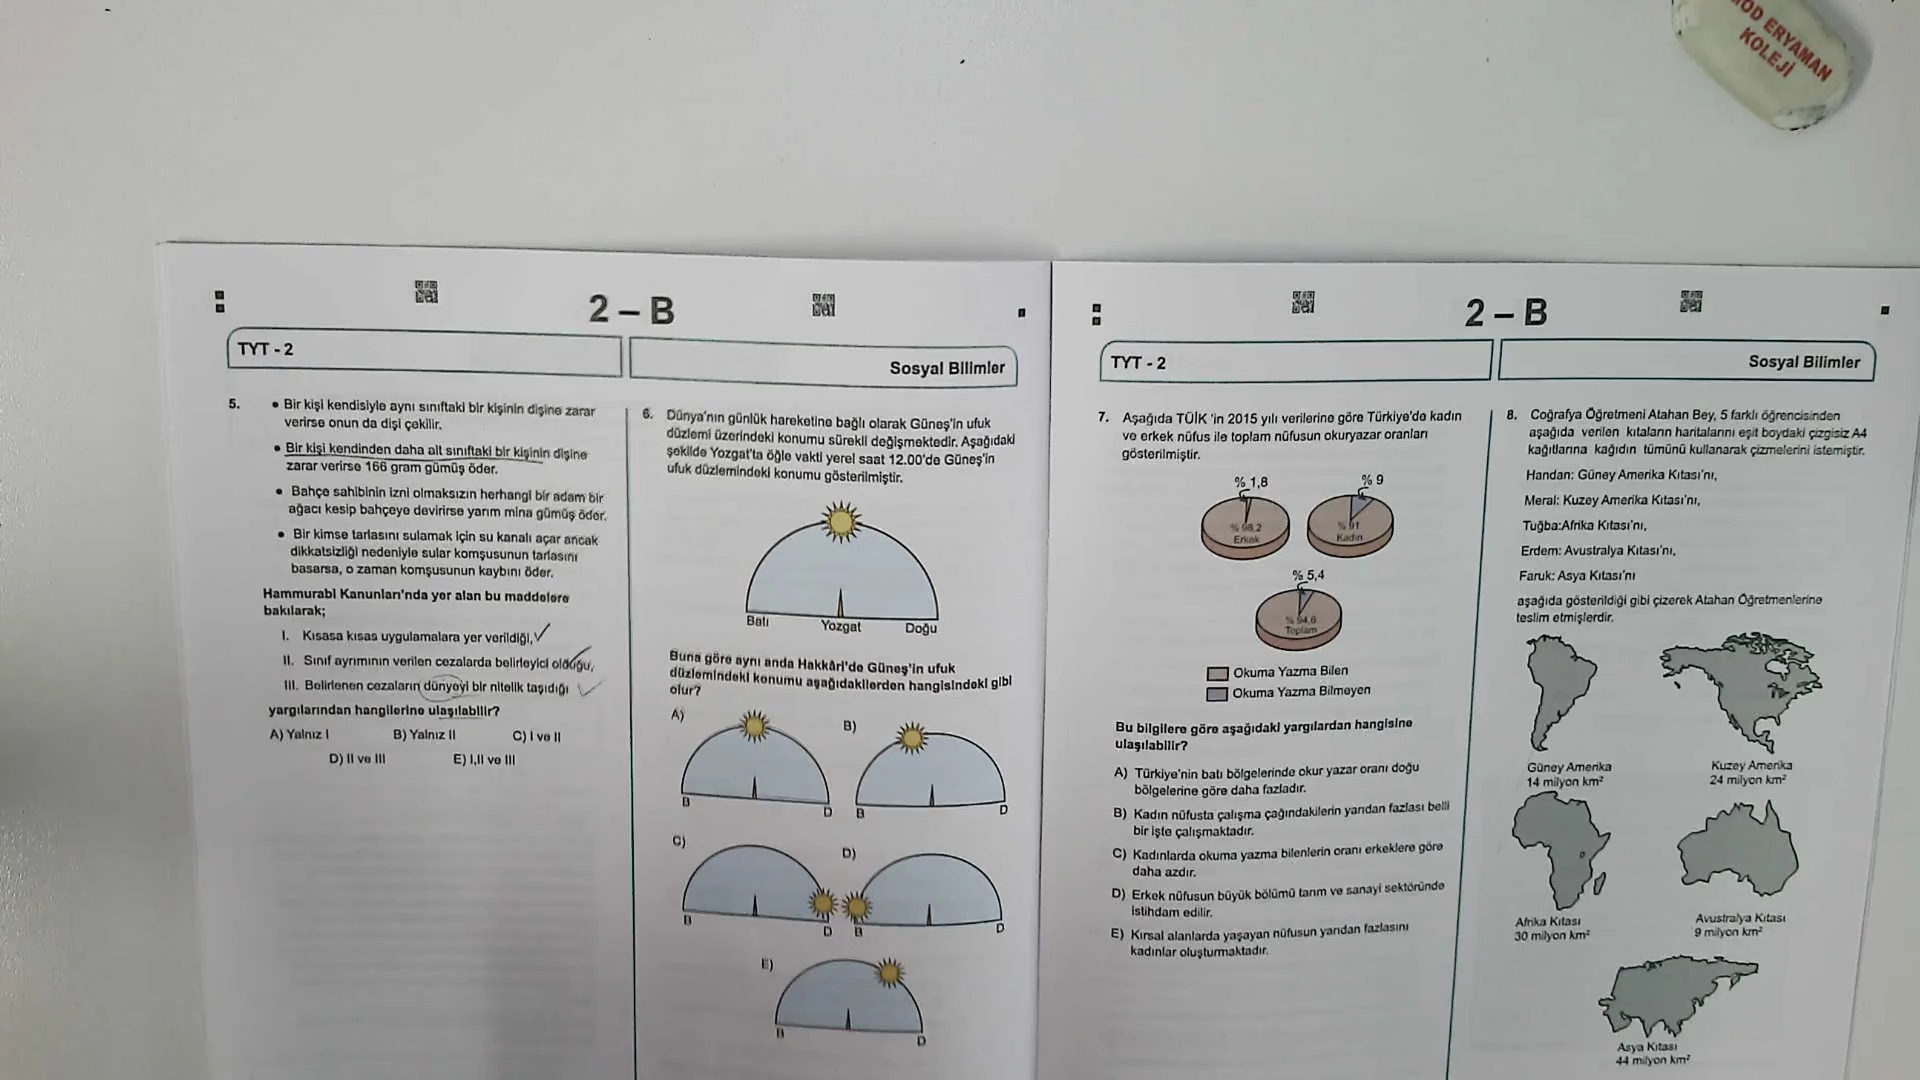 MOD ERYAMAN
KOLEJİ
2 – B
TYT - 2
Sosyal Bilimler
5. • Bir kişi kendisiyle aynı sınıftaki bir kişinin dişine zarar
verirse onun da dişi çekilir.
• Bir kişi kendinden daha alt sınıftaki bir kişinin dişine
zarar verirse 166 gram gümüş öder.
• Bahçe sahibinin izni olmaksızın herhangi bir adam bir
ağacı kesip bahçeye devirirse yarım mina gümüş öder.
• Bir kimse tarlasını sulamak için su kanalı açar ancak
dikkatsizliği nedeniyle sular komşusunun tarlasını
basarsa, o zaman komşusunun kaybını öder.
Hammurabi Kanunları'nda yer alan bu maddelere
bakılarak;
I. Kısasa kısas uygulamalara yer verildiği,
II. Sınıf ayrımının verilen cezalarda belirleyici olduğu,
III. Belirlenen cezaların dünyevi bir nitelik taşıdığı
yargılarından hangilerine ulaşılabilir?
A) Yalnız I B) Yalnız II C) I ve II
D) II ve III E) I,II ve III
6. Dünya'nın günlük hareketine bağlı olarak Güneş'in ufuk
düzlemi üzerindeki konumu sürekli değişmektedir. Aşağıdaki
şekilde Yozgat'ta öğle vakti yerel saat 12.00'de Güneş'in
ufuk düzlemindeki konumu gösterilmiştir.
Batı Yozgat Doğu
Buna göre aynı anda Hakkâri'de Güneş'in ufuk
düzlemindeki konumu aşağıdakilerden hangisindeki gibi
olur?
A) B)
B D B D
C) D)
B D B D
E)
B D
2 – B
TYT - 2
Sosyal Bilimler
7. Aşağıda TÜİK 'in 2015 yılı verilerine göre Türkiye'de kadın
ve erkek nüfus ile toplam nüfusun okuryazar oranları
gösterilmiştir.
% 1,8 % 9
% 98,2 % 91
Erkek Kadın
% 5,4
% 94,6
Toplam
Okuma Yazma Bilen
Okuma Yazma Bilmeyen
Bu bilgilere göre aşağıdaki yargılardan hangisine
ulaşılabilir?
A) Türkiye'nin batı bölgelerinde okur yazar oranı doğu
bölgelerine göre daha fazladır.
B) Kadın nüfusta çalışma çağındakilerin yarıdan fazlası belli
bir işte çalışmaktadır.
C) Kadınlarda okuma yazma bilenlerin oranı erkeklere göre
daha azdır.
D) Erkek nüfusun büyük bölümü tarım ve sanayi sektöründe
istihdam edilir.
E) Kırsal alanlarda yaşayan nüfusun yarıdan fazlasını
kadınlar oluşturmaktadır.
8. Coğrafya Öğretmeni Atahan Bey, 5 farklı öğrencisinden
aşağıda verilen kıtaların haritalarını eşit boydaki çizgisiz A4
kağıtlarına kağıdın tümünü kullanarak çizmelerini istemiştir.
Handan: Güney Amerika Kıtası'nı,
Meral: Kuzey Amerika Kıtası'nı,
Tuğba:Afrika Kıtası'nı,
Erdem: Avustralya Kıtası'nı,
Faruk: Asya Kıtası'nı
aşağıda gösterildiği gibi çizerek Atahan Öğretmenlerine
teslim etmişlerdir.
Güney Amerika Kuzey Amerika
14 milyon km² 24 milyon km²
Afrika Kıtası Avustralya Kıtası
30 milyon km² 9 milyon km²
Asya Kıtası
44 milyon km²